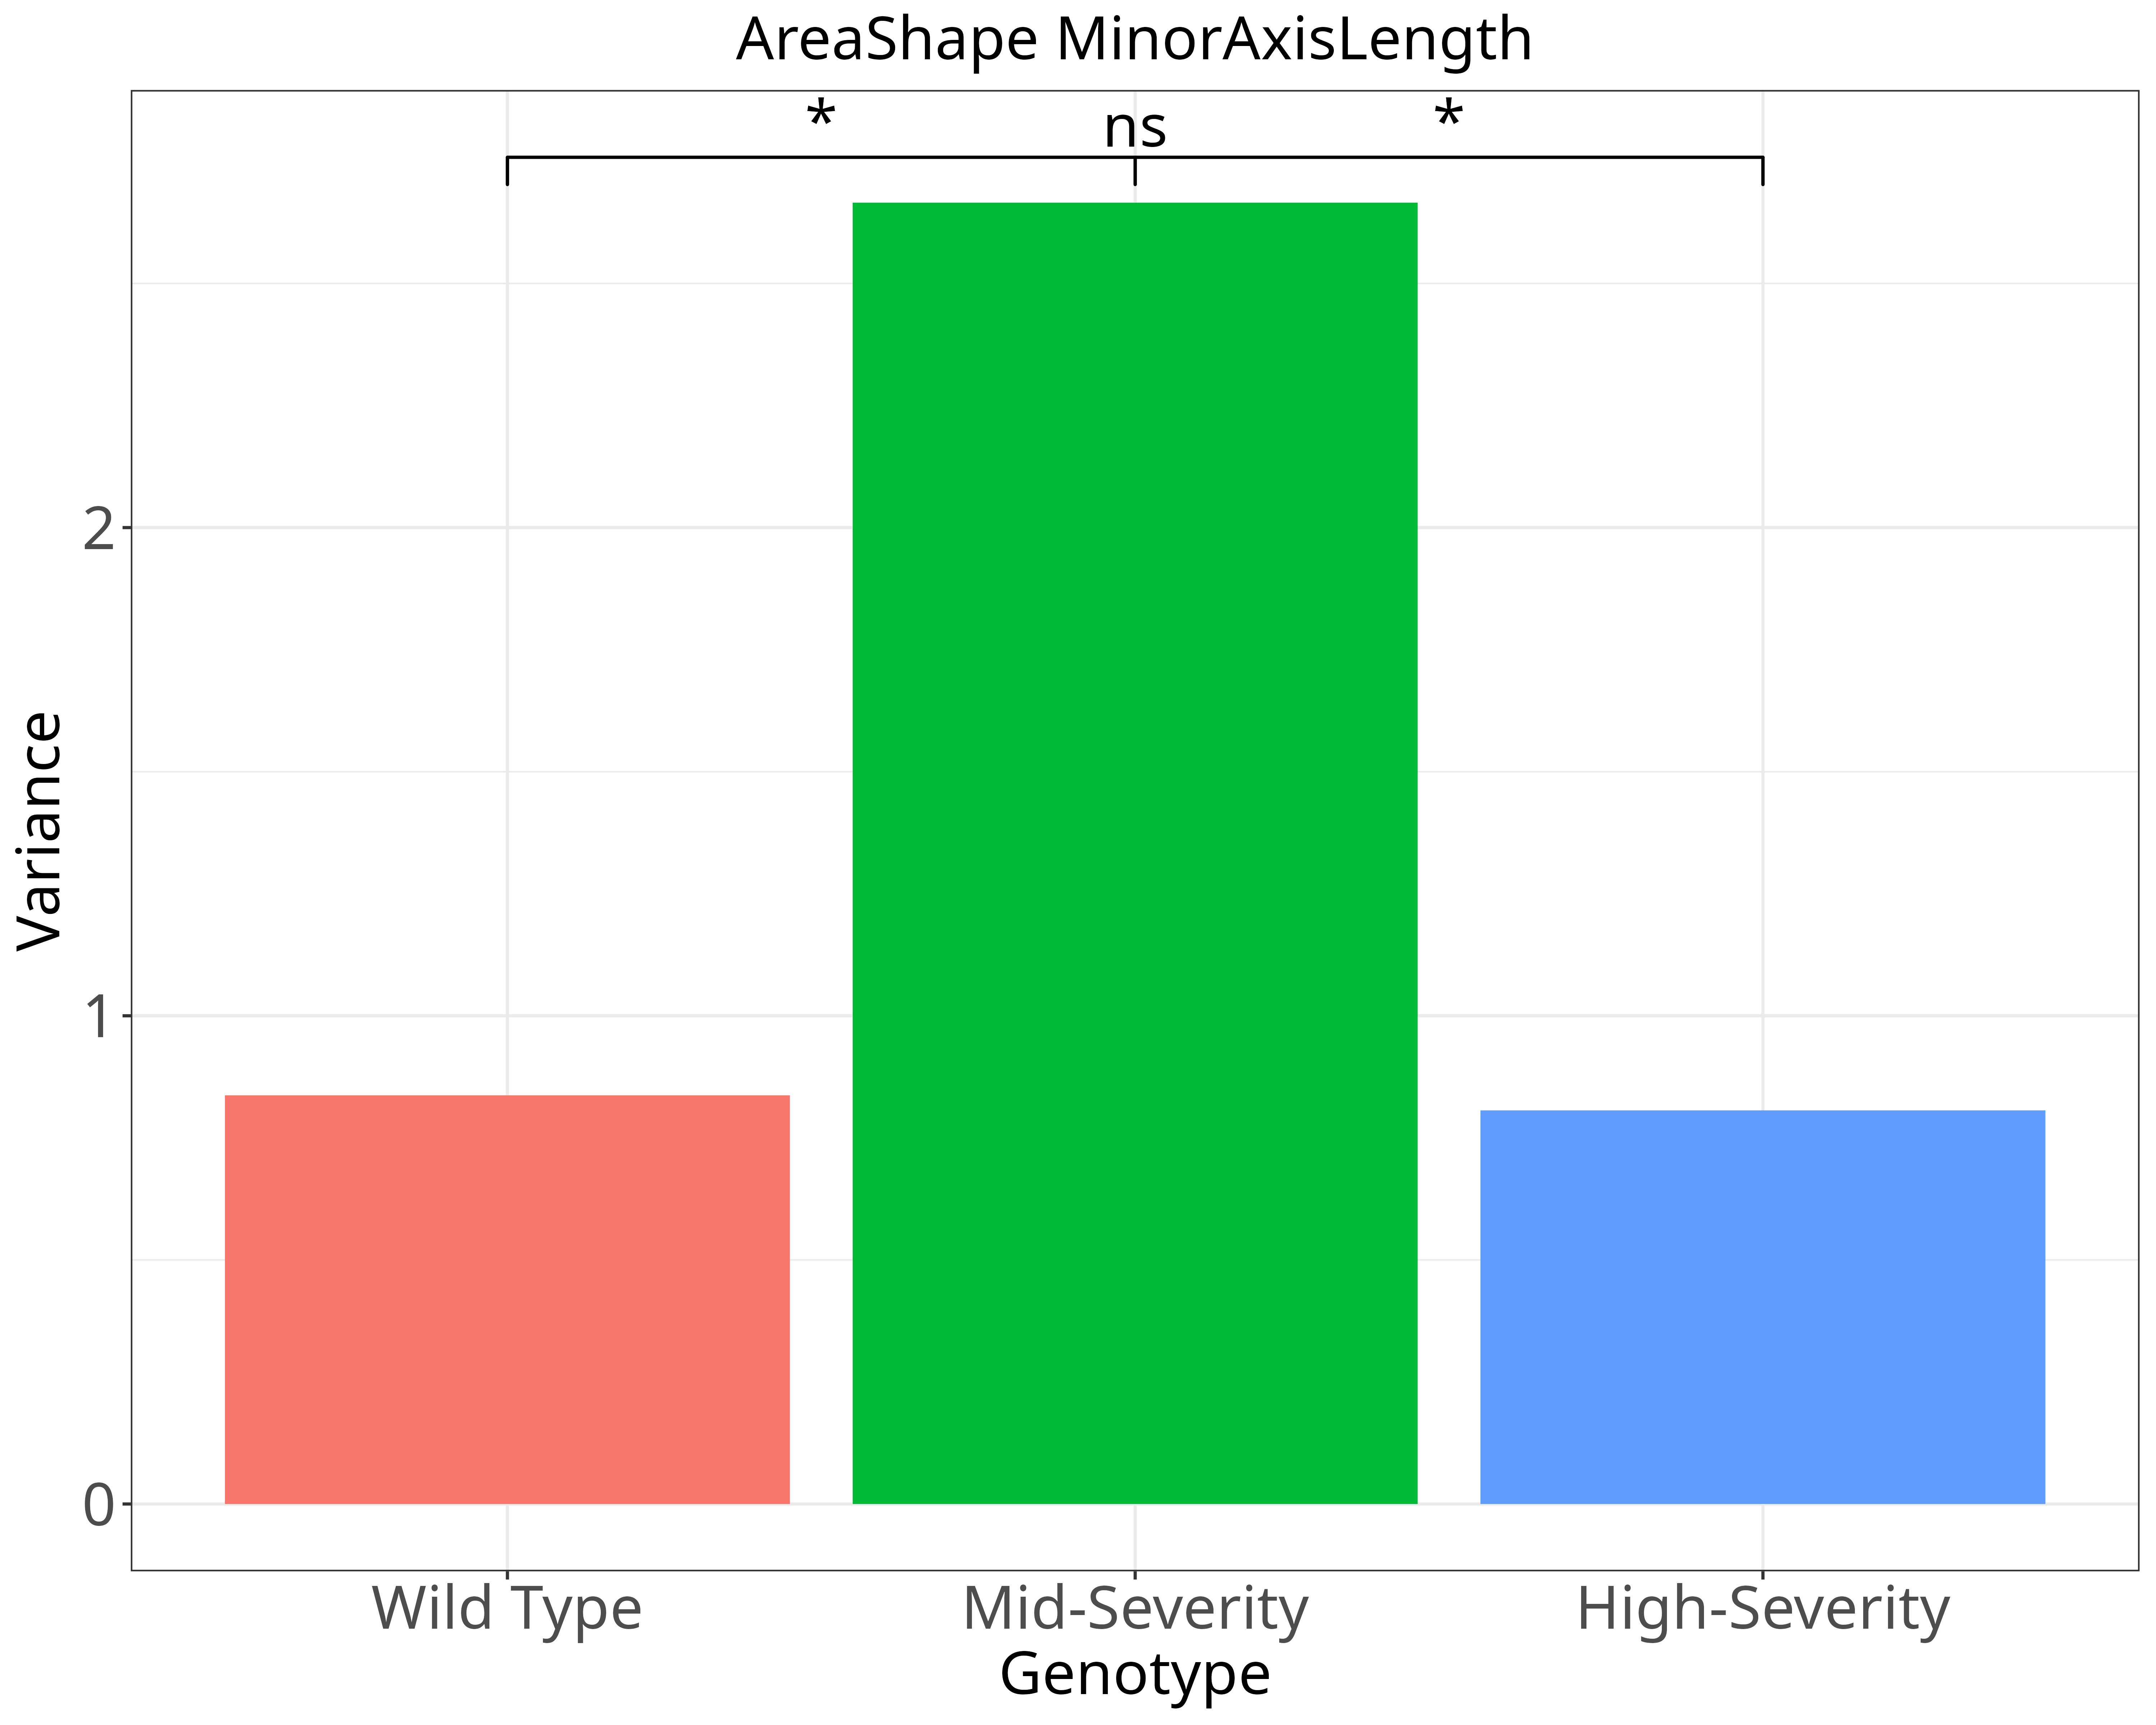 AreaShape MinorAxisLength
* ns *
Variance
2
1
0
Wild Type Mid-Severity High-Severity
Genotype